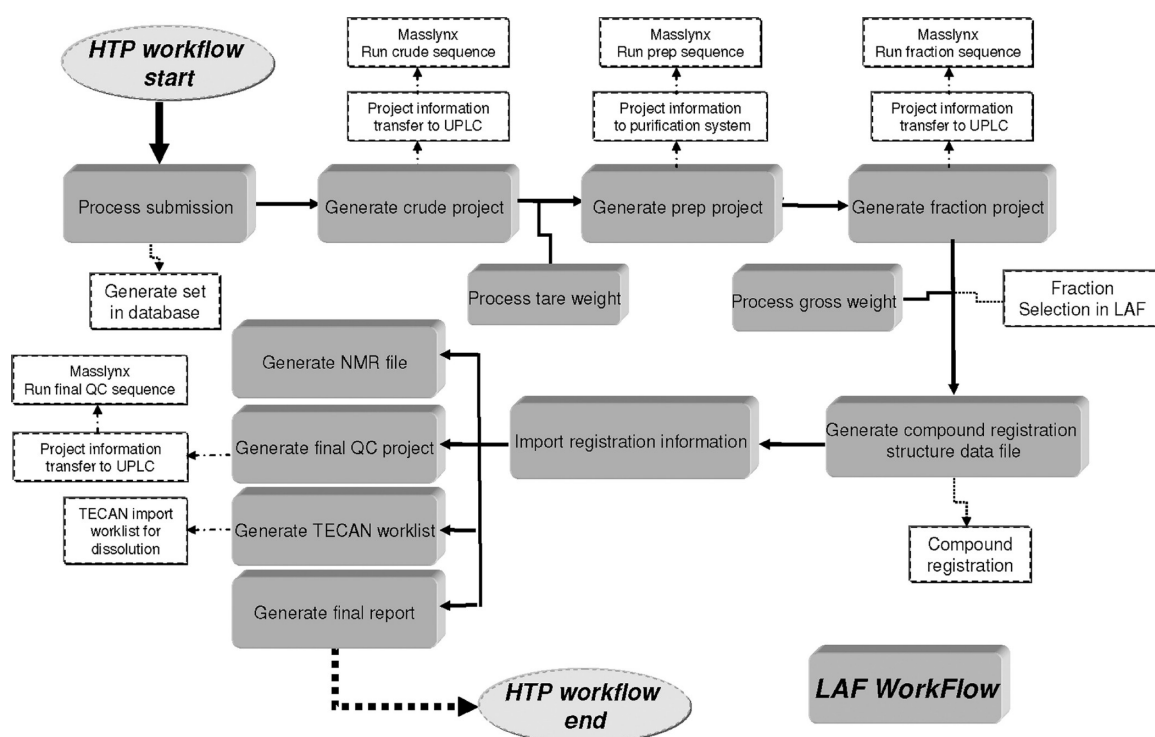 HTP workflow
start
Masslynx
Run crude sequence
Masslynx
Run prep sequence
Masslynx
Run fraction sequence
Project information
transfer to UPLC
Project information
to purification system
Project information
transfer to UPLC
Process submission
Generate crude project
Generate prep project
Generate fraction project
Generate set
in database
Process tare weight
Process gross weight
Fraction
Selection in LAF
Generate NMR file
Masslynx
Run final QC sequence
Project information
transfer to UPLC
Generate final QC project
Import registration information
Generate compound registration
structure data file
TECAN import
worklist for
dissolution
Generate TECAN worklist
Compound
registration
Generate final report
HTP workflow
end
LAF WorkFlow